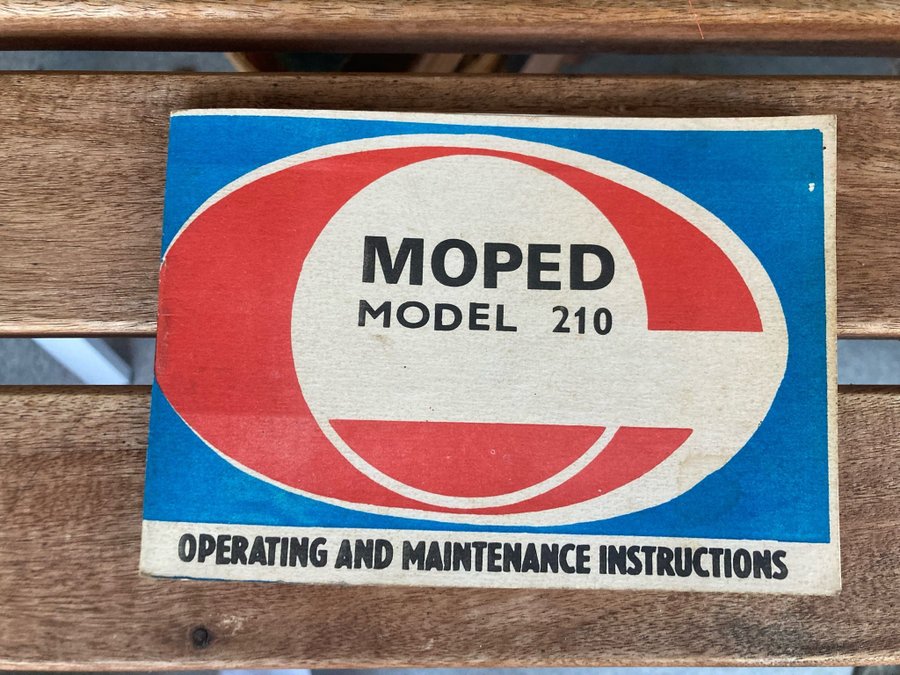 MOPED
MODEL 210
OPERATING AND MAINTENANCE INSTRUCTIONS